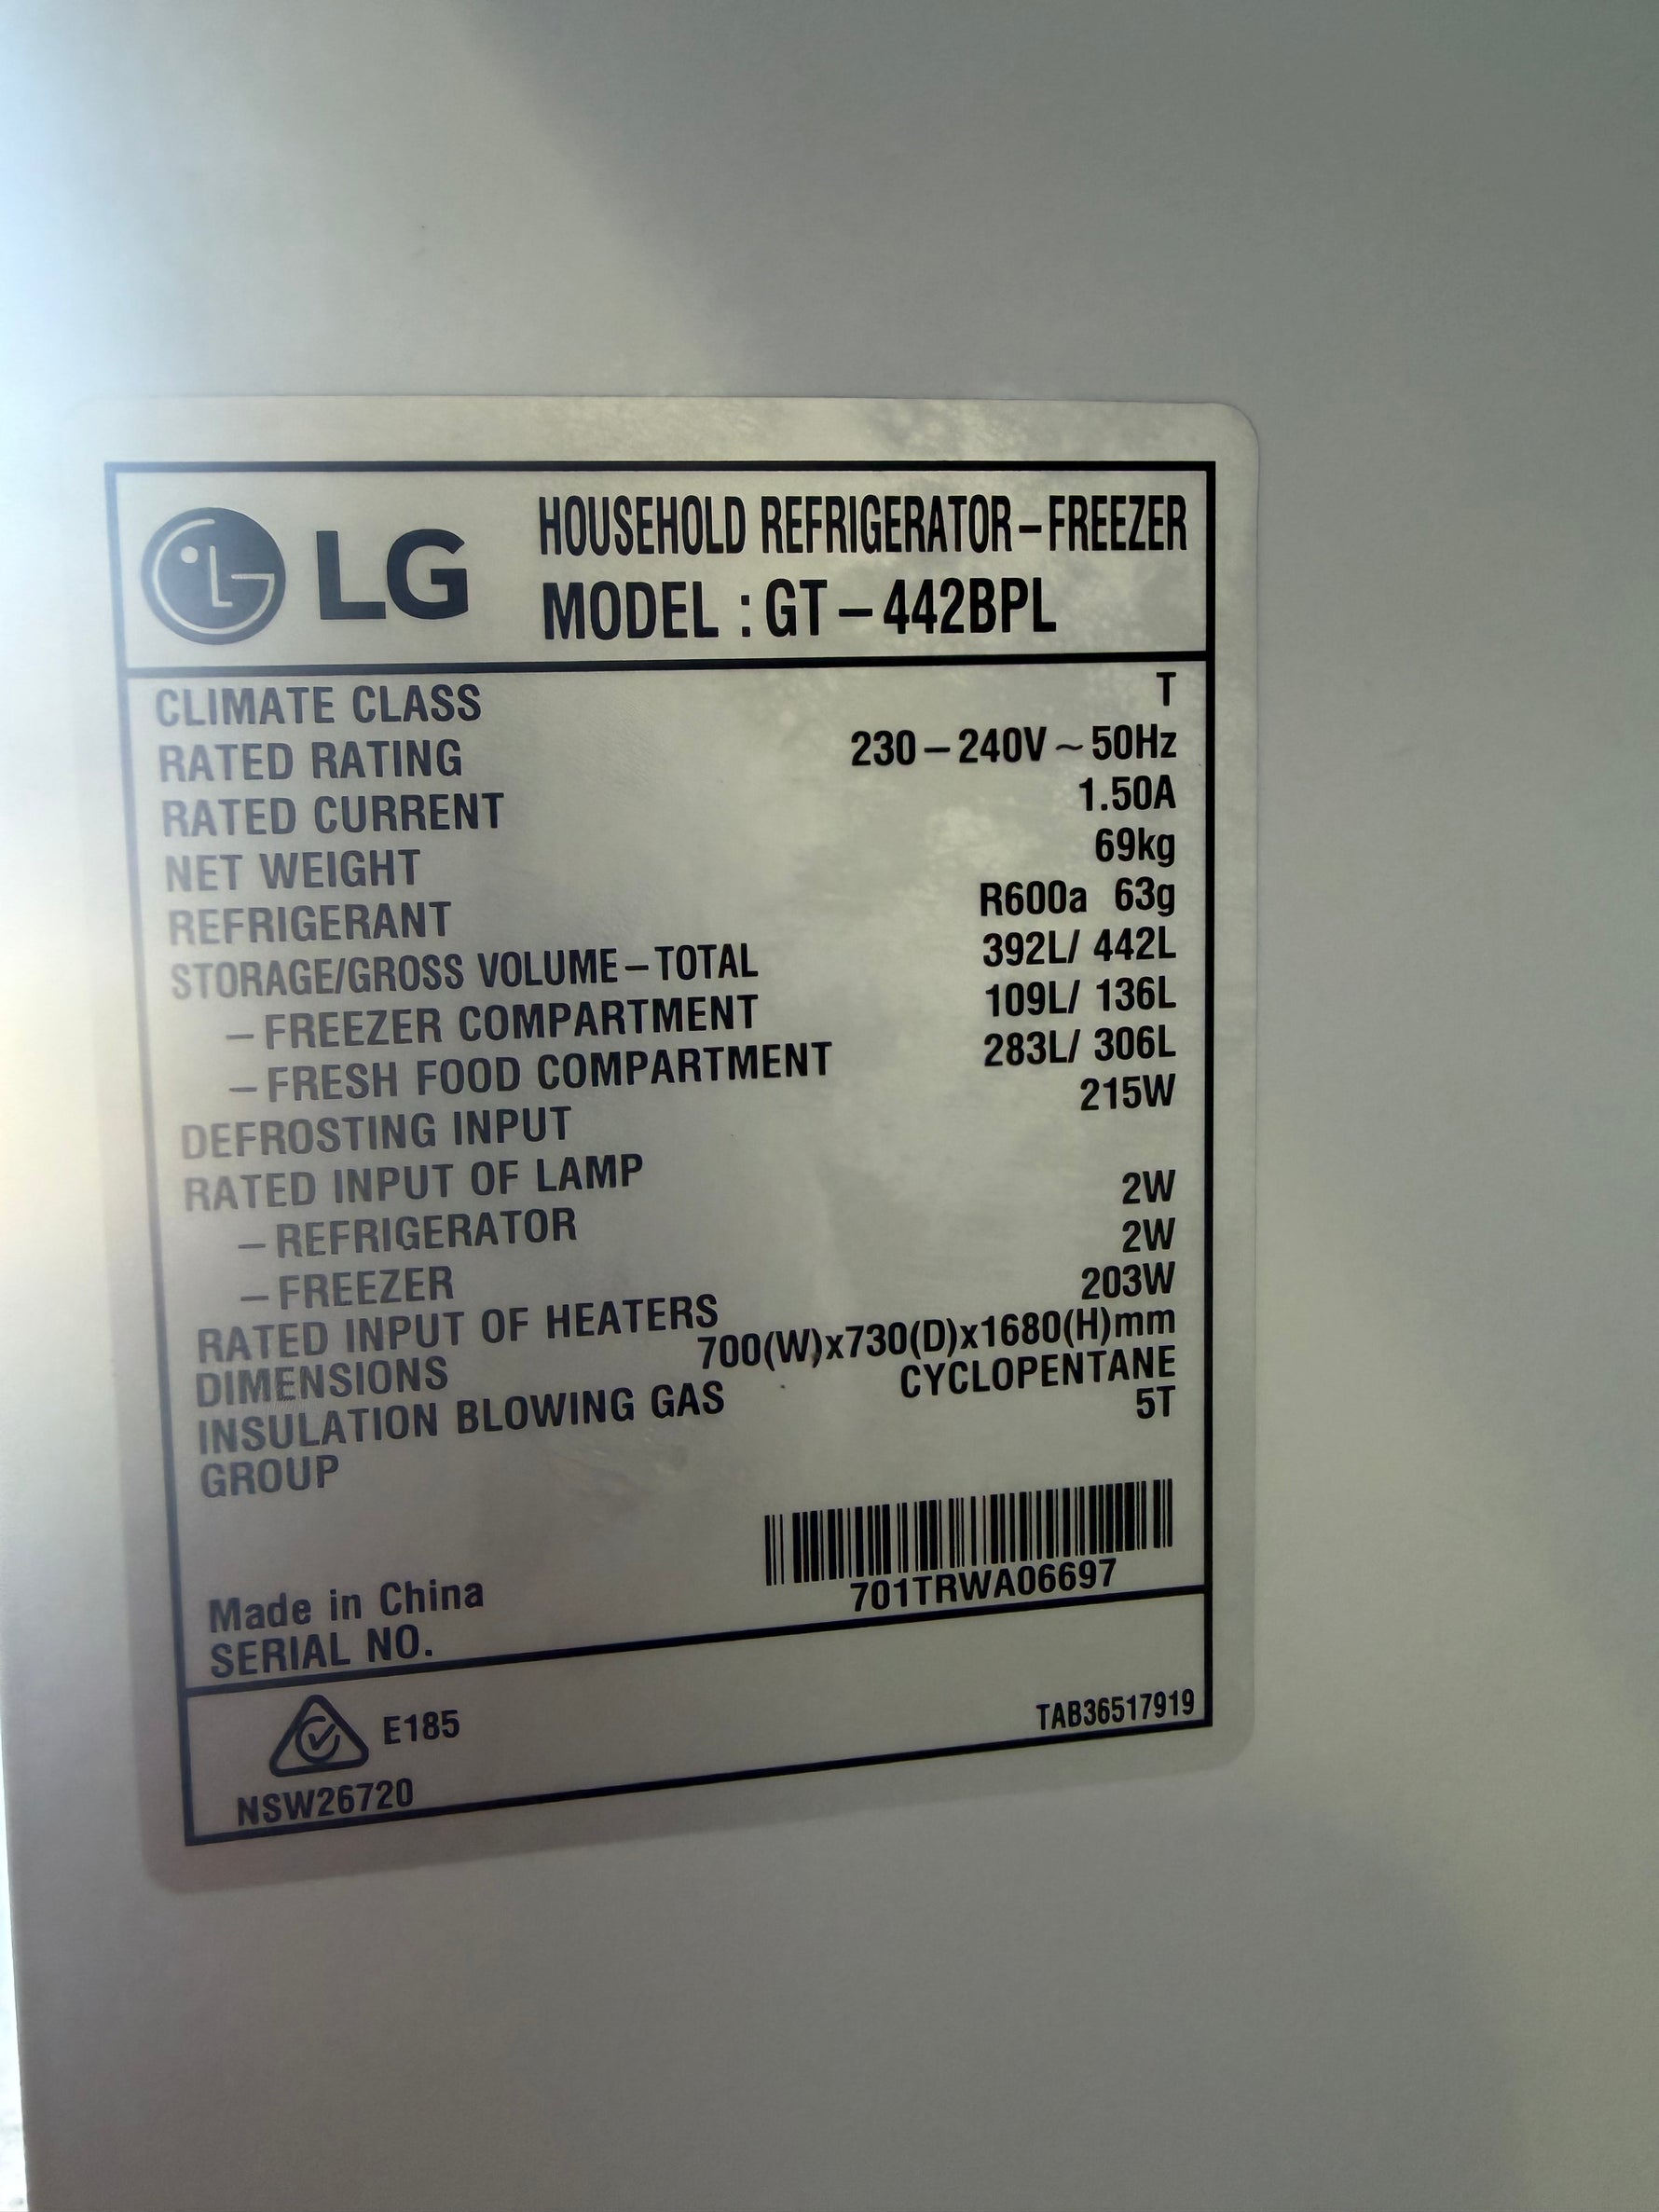 LG
HOUSEHOLD REFRIGERATOR–FREEZER
MODEL : GT–442BPL
CLIMATE CLASS T
RATED RATING 230–240V~50Hz
RATED CURRENT 1.50A
NET WEIGHT 69kg
REFRIGERANT R600a 63g
STORAGE/GROSS VOLUME–TOTAL 392L/ 442L
–FREEZER COMPARTMENT 109L/ 136L
–FRESH FOOD COMPARTMENT 283L/ 306L
DEFROSTING INPUT 215W
RATED INPUT OF LAMP
–REFRIGERATOR 2W
–FREEZER 2W
RATED INPUT OF HEATERS 203W
DIMENSIONS 700(W)x730(D)x1680(H)mm
INSULATION BLOWING GAS CYCLOPENTANE
GROUP 5T
Made in China
SERIAL NO. 701TRWA06697
E185
NSW26720
TAB36517919